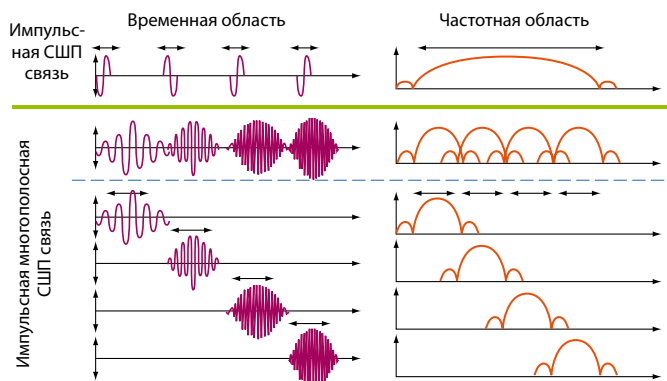 Временная область
Частотная область
Импульс-
ная СШП
связь
Импульсная многополосная
СШП связь